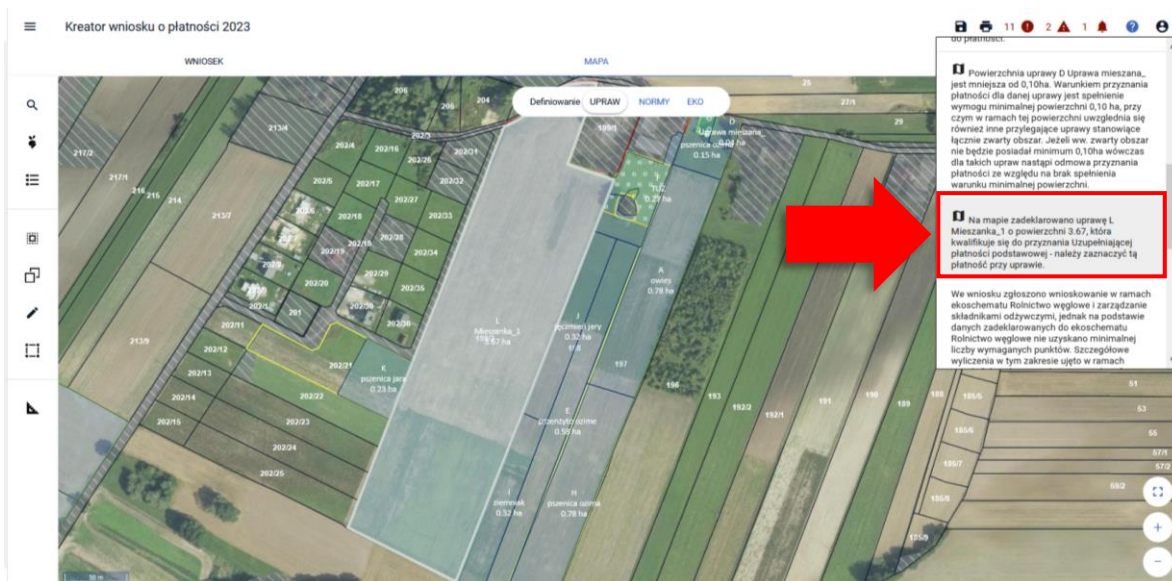 Kreator wniosku o płatności 2023
11 2 1
WNIOSEK
MAPA
Definiowanie UPRAW NORMY EKO
do płatności.
Powierzchnia uprawy D Uprawa mieszana_
jest mniejsza od 0,10ha. Warunkiem przyznania
płatności dla danej uprawy jest spełnienie
wymogu minimalnej powierzchni 0,10 ha, przy
czym w ramach tej powierzchni uwzględnia się
również inne przylegające uprawy stanowiące
łącznie zwarty obszar. Jeżeli ww. zwarty obszar
nie będzie posiadał minimum 0,10ha wówczas
dla takich upraw nastąpi odmowa przyznania
płatności ze względu na brak spełnienia
warunku minimalnej powierzchni.
Na mapie zadeklarowano uprawę L
Mieszanka_1 o powierzchni 3.67, która
kwalifikuje się do przyznania Uzupełniającej
płatności podstawowej - należy zaznaczyć tą
płatność przy uprawie.
We wniosku zgłoszono wnioskowanie w ramach
ekoschematu Rolnictwo węglowe i zarządzanie
składnikami odżywczymi, jednak na podstawie
danych zadeklarowanych do ekoschematu
Rolnictwo węglowe nie uzyskano minimalnej
liczby wymaganych punktów. Szczegółowe
wyliczenia w tym zakresie ujęto w ramach
206
205
204
25
27/1
29
213/4
217/2
217/1
216
215
214
213/7
213/9
202/3
202/4
202/16
202/26
202/31
202/5
202/17
202/32
202/27
202/18
202/33
202/19
202/28
202/34
202/20
202/29
202/35
201
202/11
202/12
202/21
202/13
202/22
202/14
202/15
202/23
202/24
202/25
199/1
D
Uprawa mieszana_
pszenica ozima
0.15 ha
TUZ
0.27 ha
A
owies
0.78 ha
L
Mieszanka_1
3.67 ha
J
jęczmień jary
0.32 ha
K
pszenica jara
0.23 ha
E
pszenżyto ozime
0.59 ha
I
ziemniak
0.52 ha
H
pszenica ozima
0.78 ha
197
196
193
192/2
192/1
191
190
189
188
185/5
185/6
185/7
185/8
51
53
55
57/1
57/2
59/2
30 m